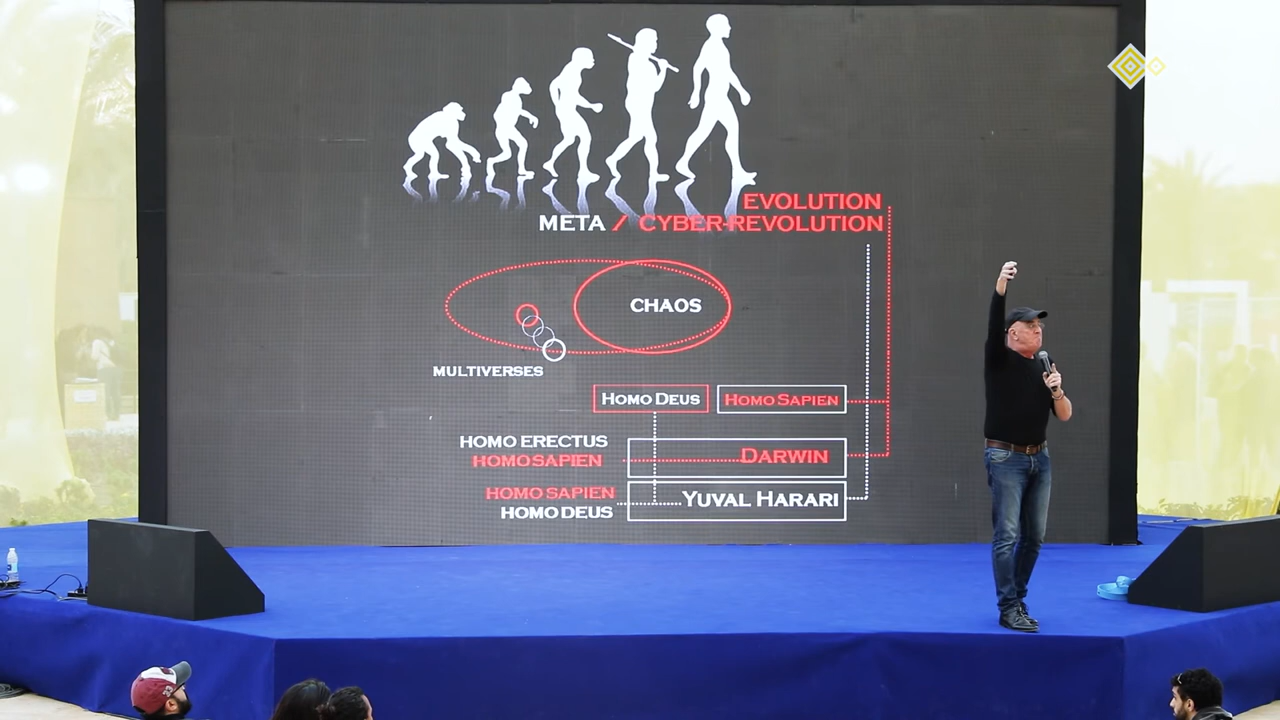 EVOLUTION
META / CYBER-REVOLUTION
CHAOS
MULTIVERSES
HOMO DEUS
HOMO SAPIEN
HOMO ERECTUS
HOMO SAPIEN
DARWIN
HOMO SAPIEN
HOMO DEUS
YUVAL HARARI